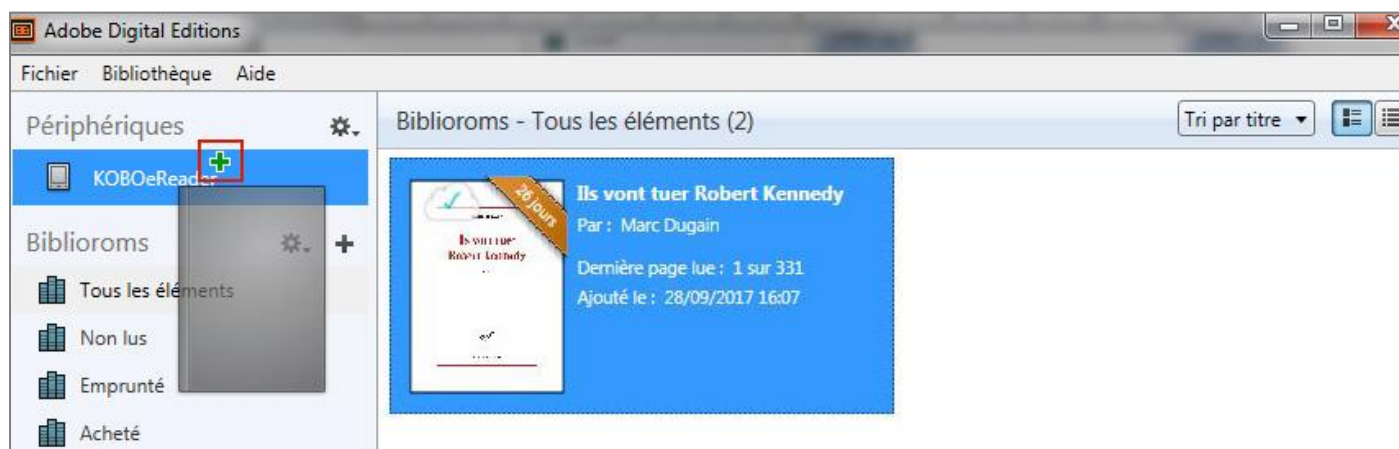 Adobe Digital Editions
Fichier Bibliothèque Aide
Périphériques
KOBOeReader
Biblioroms
Tous les éléments
Non lus
Emprunté
Acheté
Biblioroms - Tous les éléments (2)
Tri par titre
26 jours
Ils vont tuer
Robert Kennedy
Ils vont tuer Robert Kennedy
Par : Marc Dugain
Dernière page lue : 1 sur 331
Ajouté le : 28/09/2017 16:07